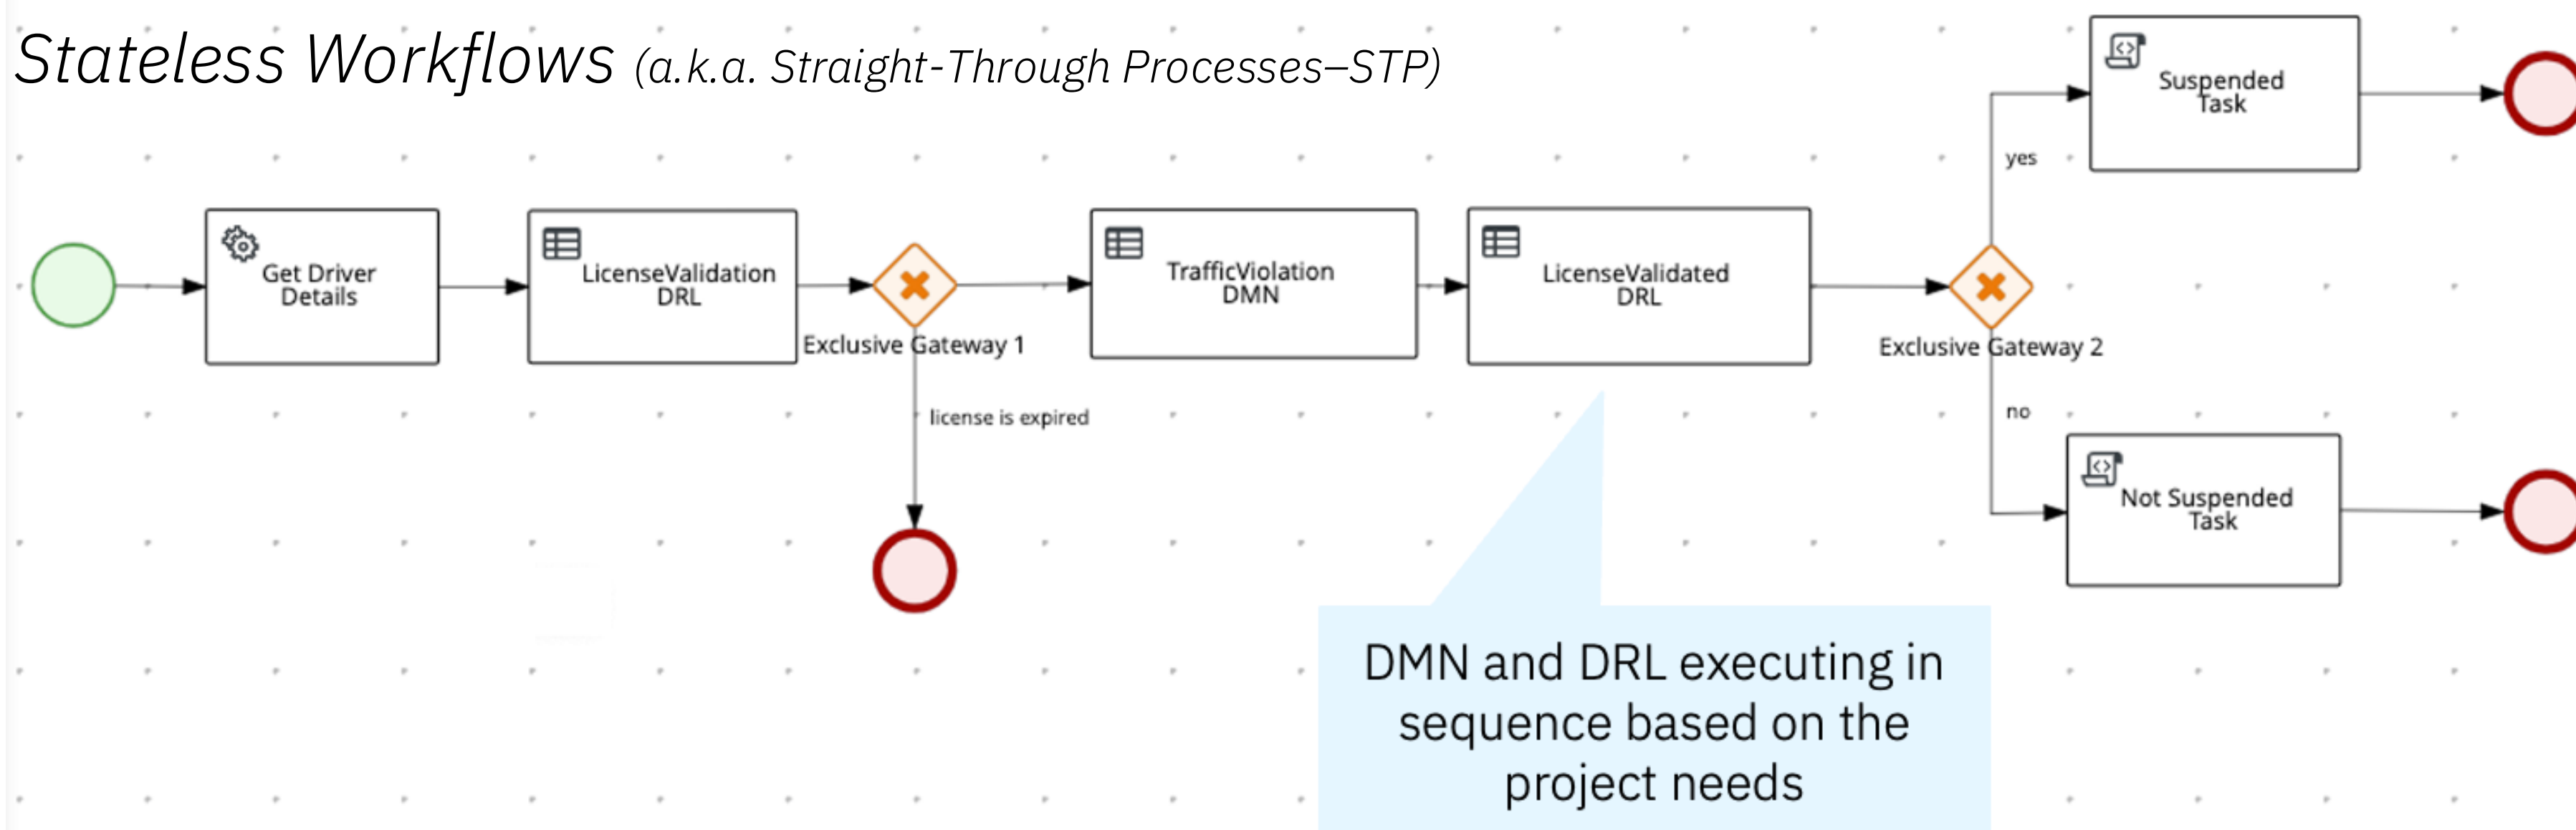 Stateless Workflows (a.k.a. Straight-Through Processes–STP)
Suspended
Task
yes
Get Driver
Details
LicenseValidation
DRL
Exclusive Gateway 1
TrafficViolation
DMN
LicenseValidated
DRL
Exclusive Gateway 2
license is expired
no
Not Suspended
Task
DMN and DRL executing in
sequence based on the
project needs